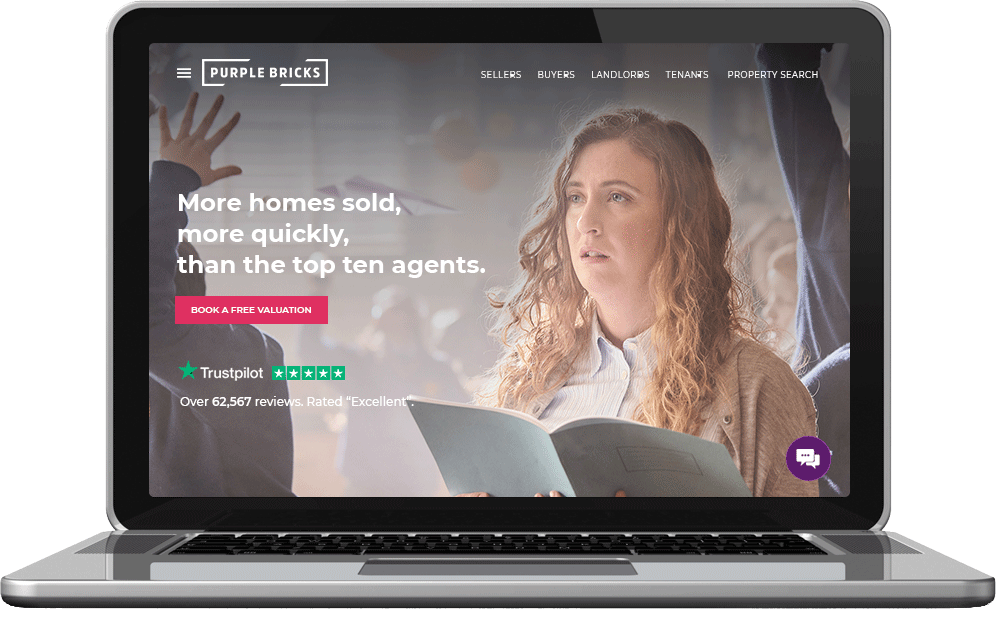 PURPLE BRICKS
SELLERS
BUYERS
LANDLORDS
TENANTS
PROPERTY SEARCH
More homes sold,
more quickly,
than the top ten agents.
BOOK A FREE VALUATION
Trustpilot
Over 62,567 reviews. Rated “Excellent”.